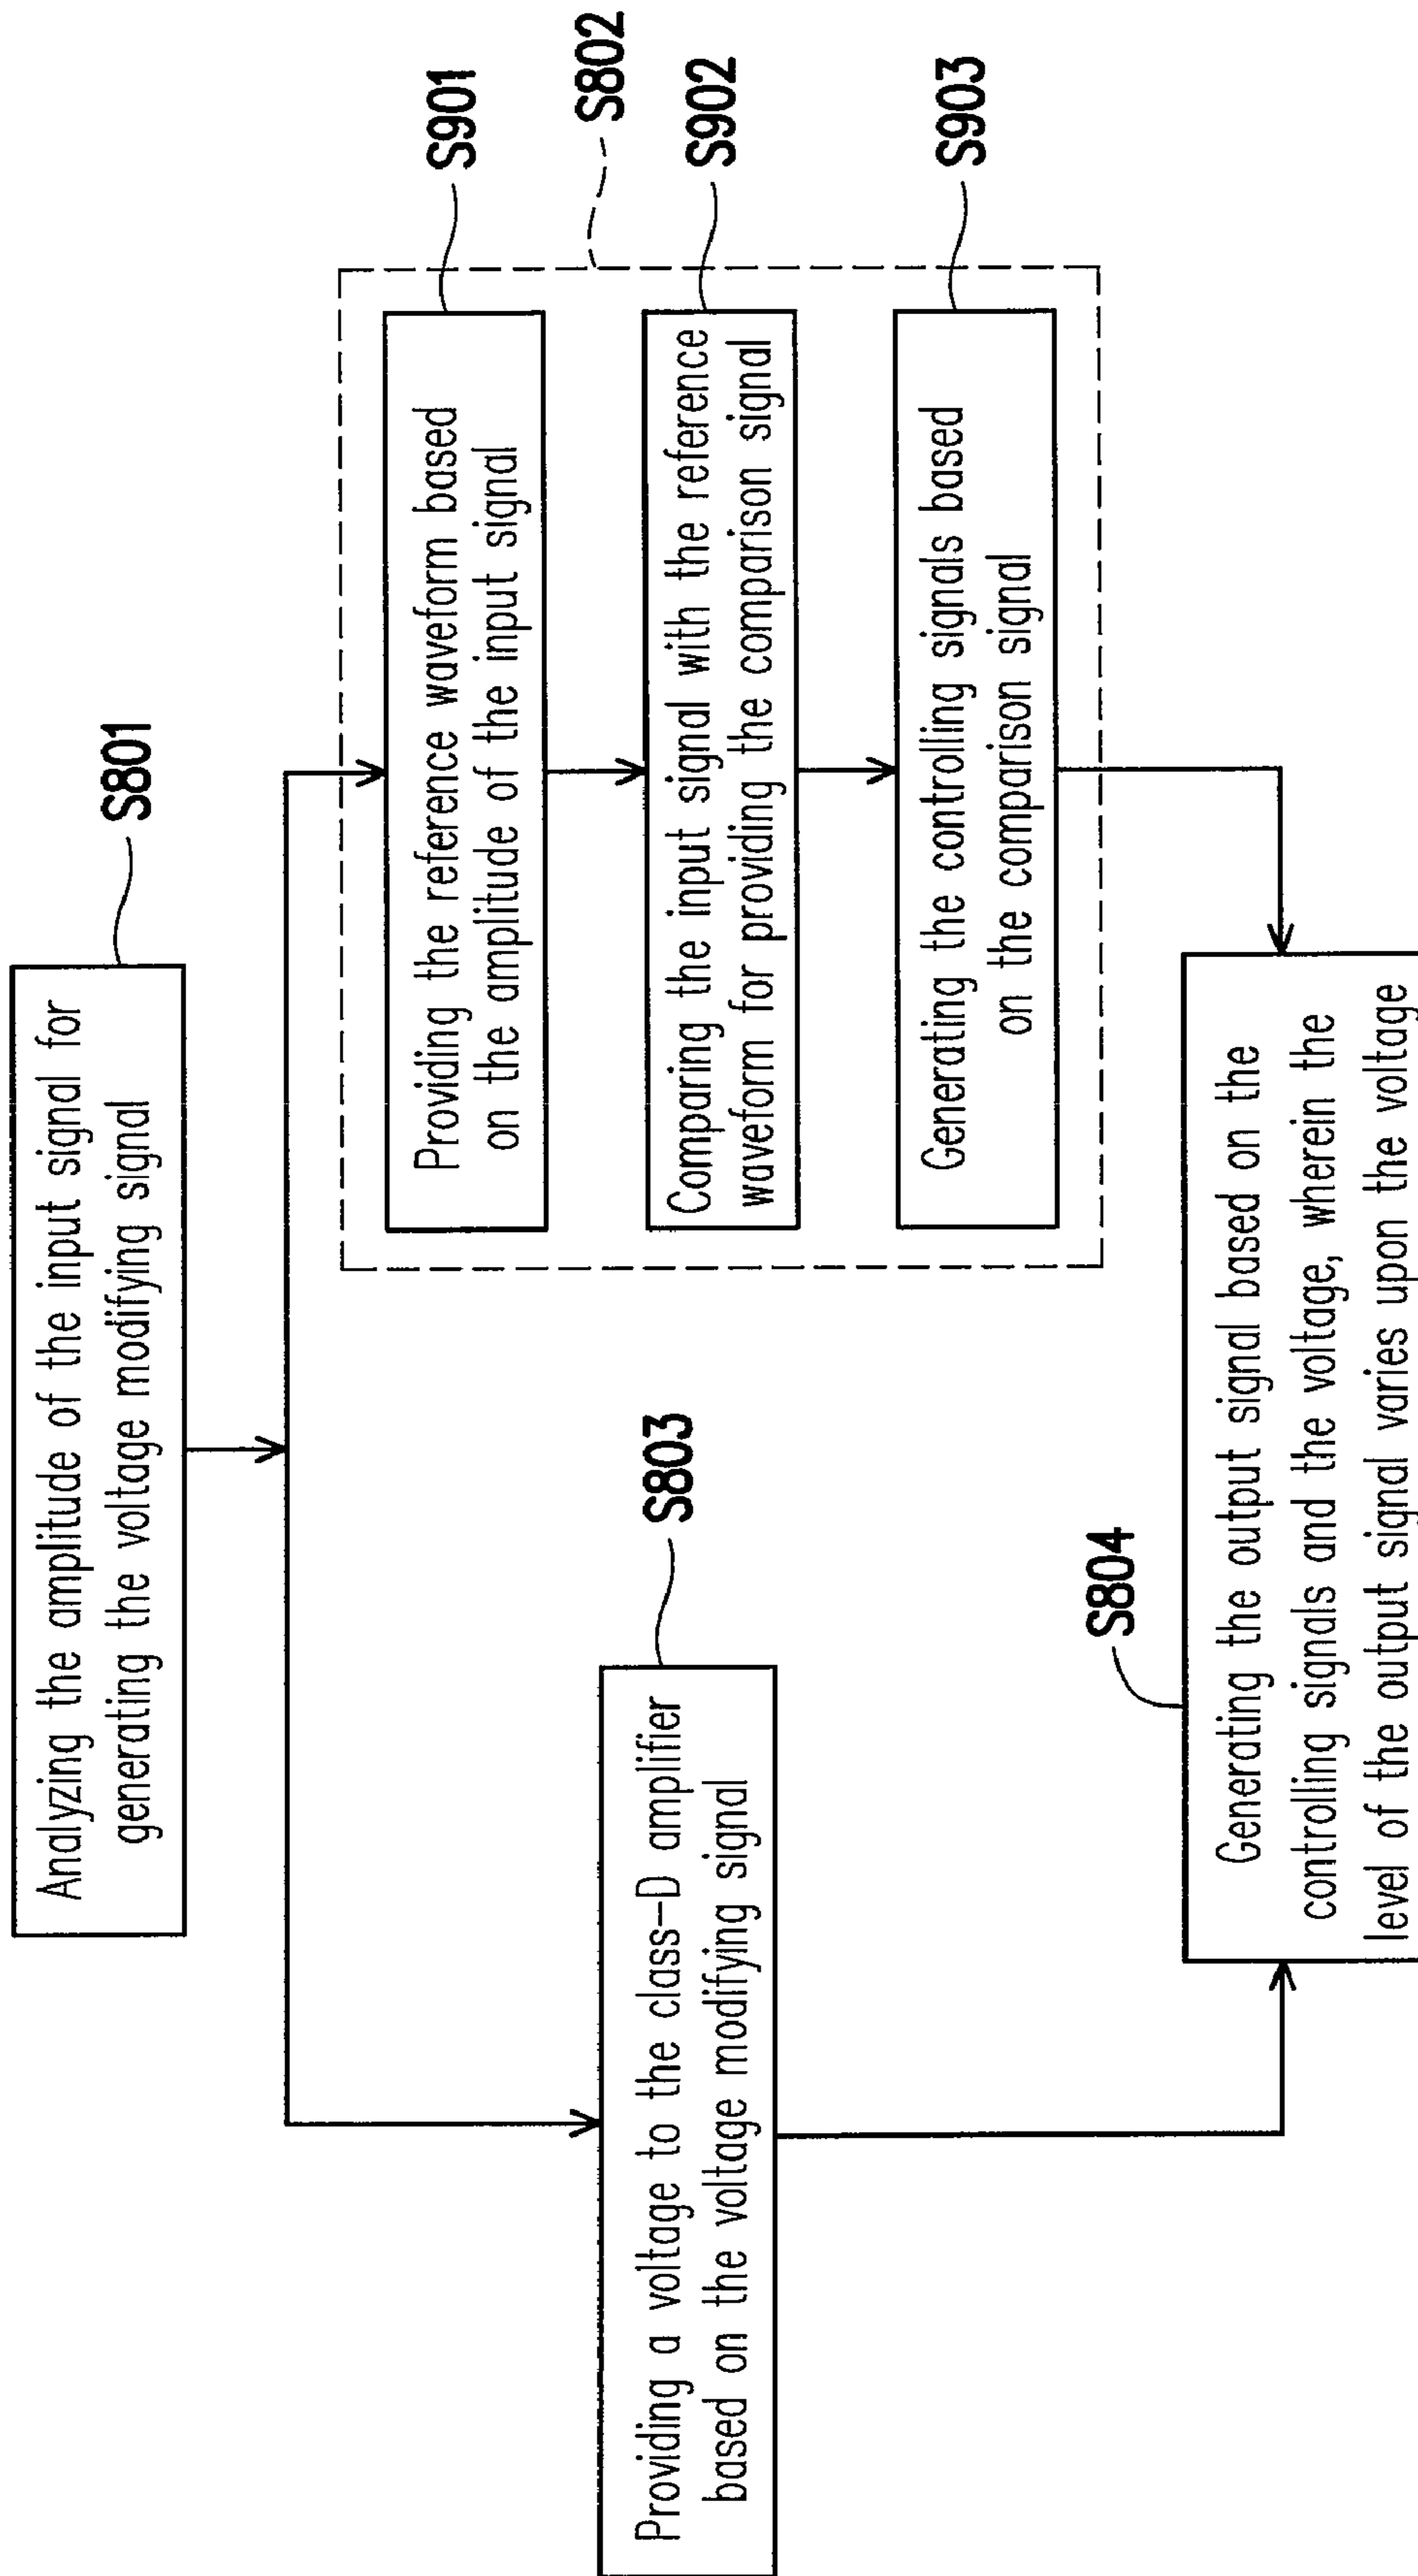 S801
Analyzing the amplitude of the input signal for
generating the voltage modifying signal
S802
S901
Providing the reference waveform based
on the amplitude of the input signal
S902
Comparing the input signal with the reference
waveform for providing the comparison signal
S903
Generating the controlling signals based
on the comparison signal
S803
Providing a voltage to the class-D amplifier
based on the voltage modifying signal
S804
Generating the output signal based on the
controlling signals and the voltage, wherein the
level of the output signal varies upon the voltage